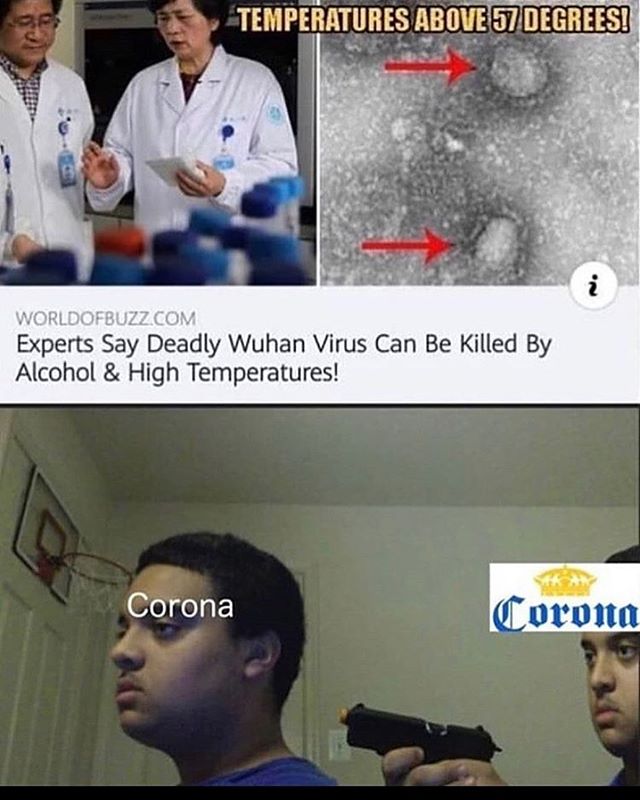 TEMPERATURES ABOVE 57 DEGREES!
i
WORLDOFBUZZ.COM
Experts Say Deadly Wuhan Virus Can Be Killed By
Alcohol & High Temperatures!
Corona
Corona